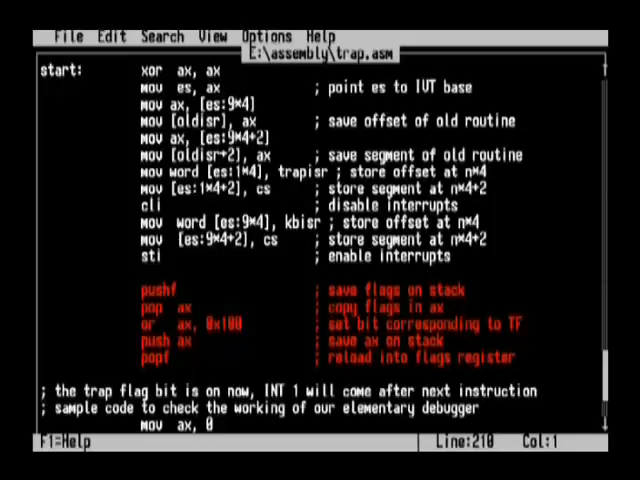 File Edit Search View Options Help
E:\assembly\trap.asm
start: xor ax, ax
mov es, ax ; point es to IVT base
mov ax, [es:9*4]
mov [oldisr], ax ; save offset of old routine
mov ax, [es:9*4+2]
mov [oldisr+2], ax ; save segment of old routine
mov word [es:1*4], trapisr ; store offset at n*4
mov [es:1*4+2], cs ; store segment at n*4+2
cli ; disable interrupts
mov word [es:9*4], kbisr ; store offset at n*4
mov [es:9*4+2], cs ; store segment at n*4+2
sti ; enable interrupts
pushf ; save flags on stack
pop ax ; copy flags in ax
or ax, 0x100 ; set bit corresponding to TF
push ax ; save ax on stack
popf ; reload into flags register
; the trap flag bit is on now, INT 1 will come after next instruction
; sample code to check the working of our elementary debugger
mov ax, 0
F1=Help Line:210 Col:1